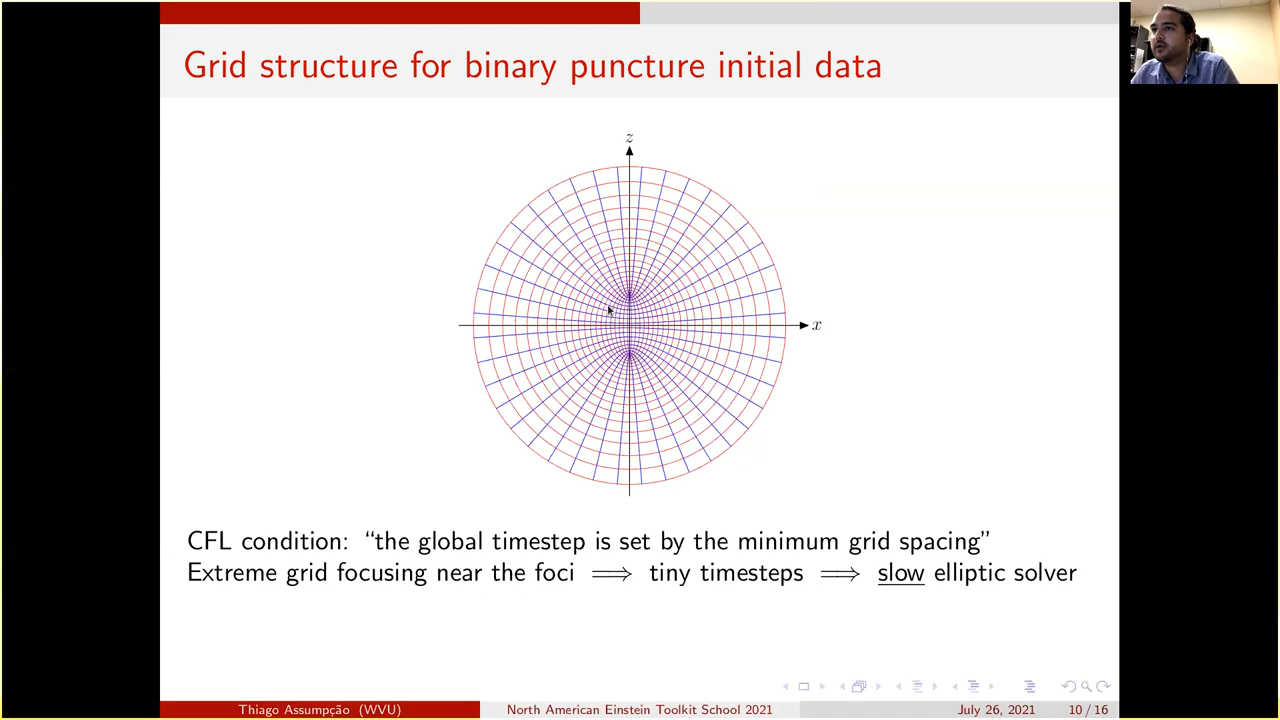 Grid structure for binary puncture initial data
z
x
CFL condition: “the global timestep is set by the minimum grid spacing”
Extreme grid focusing near the foci ⟹ tiny timesteps ⟹ slow elliptic solver
Thiago Assumpção (WVU) North American Einstein Toolkit School 2021 July 26, 2021 10 / 16